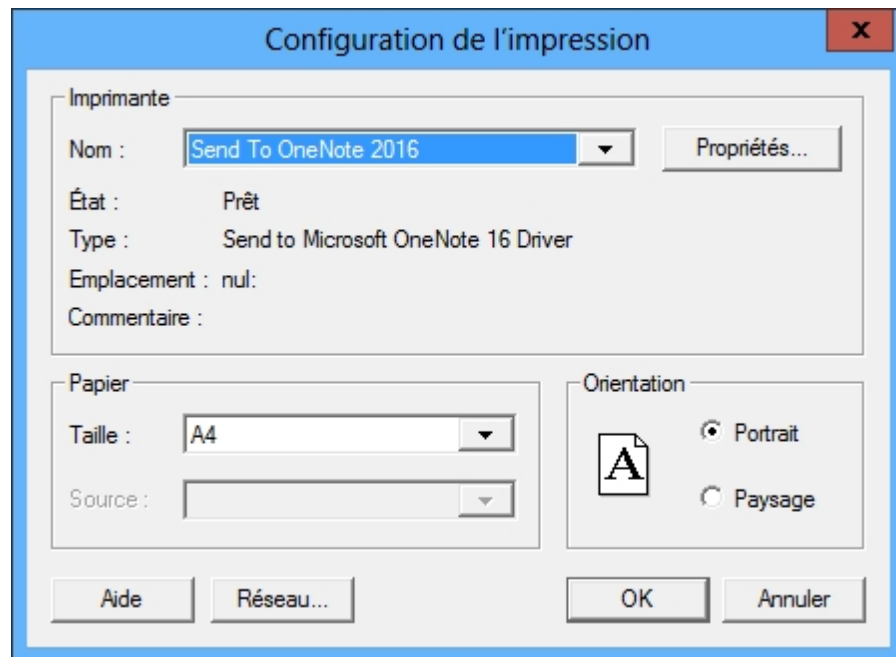 Configuration de l'impression
x
Imprimante
Nom : Send To OneNote 2016 Propriétés...
État : Prêt
Type : Send to Microsoft OneNote 16 Driver
Emplacement : nul:
Commentaire :
Papier
Taille : A4
Source :
Orientation
A
Portrait
Paysage
Aide Réseau... OK Annuler